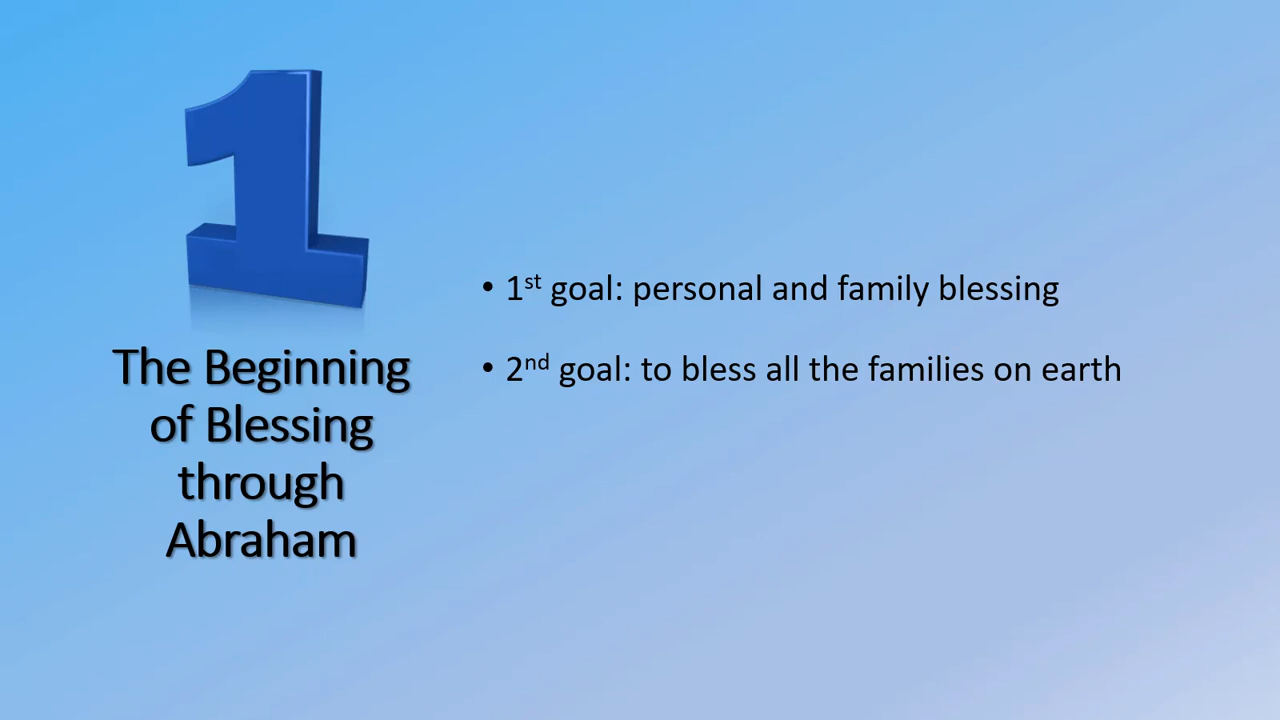 1
The Beginning
of Blessing
through
Abraham
• 1st goal: personal and family blessing
• 2nd goal: to bless all the families on earth